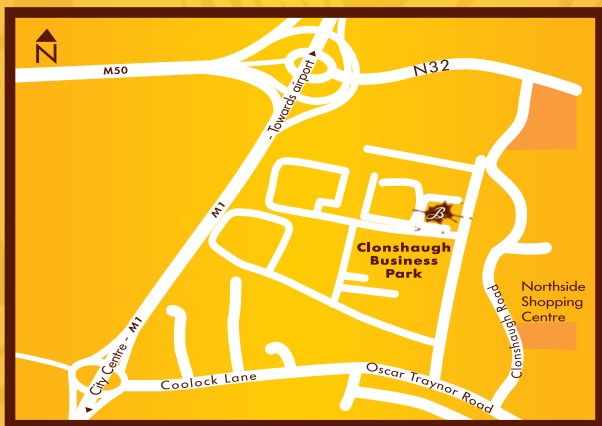 N
M50
- Towards airport
N32
M1
Clonshaugh
Business
Park
B
Clonshaugh Road
Northside
Shopping
Centre
City Centre - M1
Coolock Lane
Oscar Traynor Road